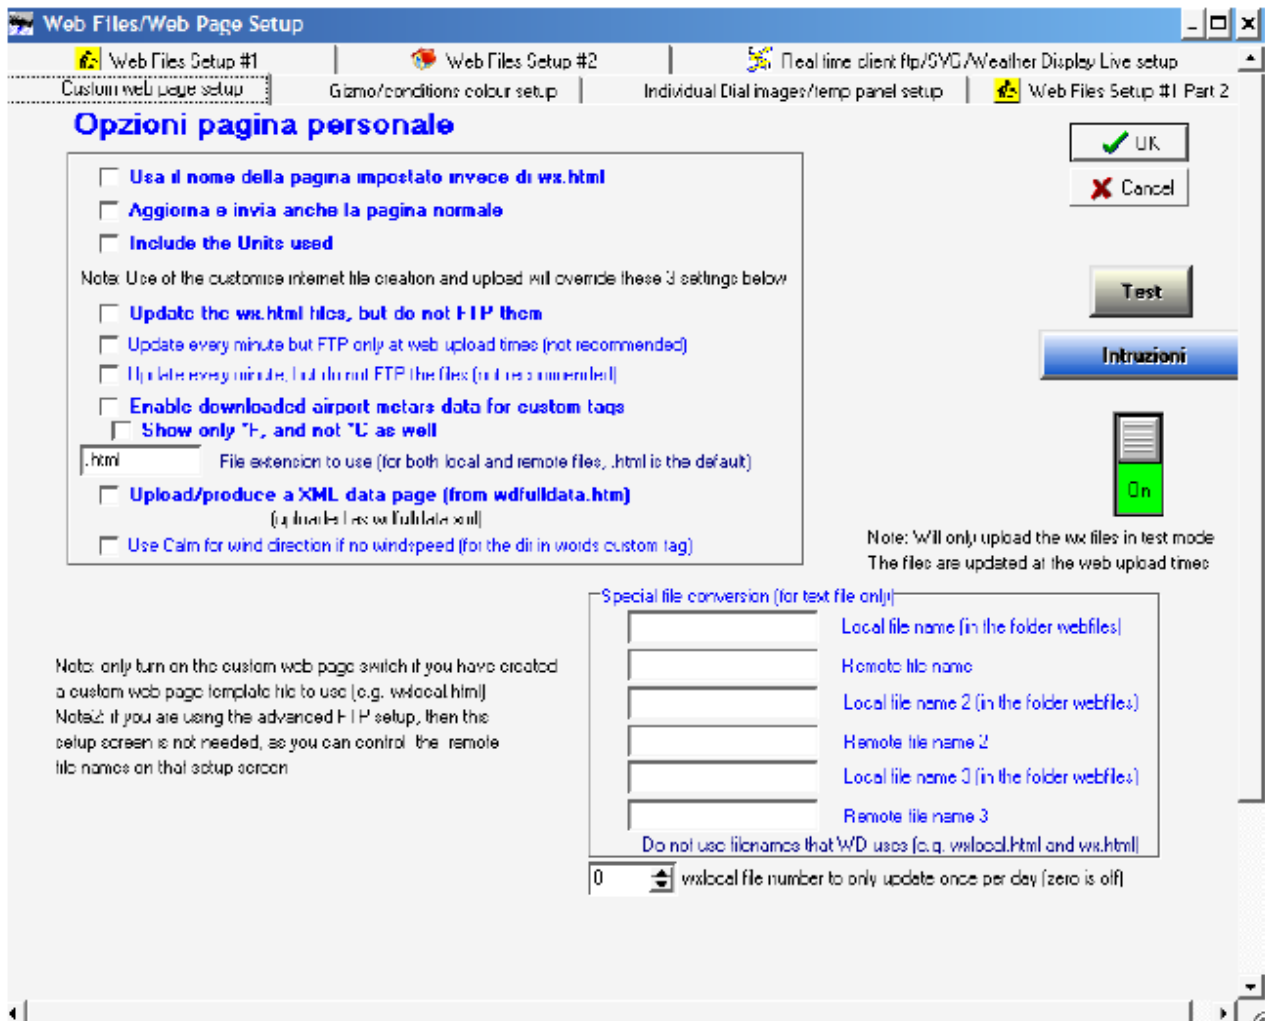 Web Files/Web Page Setup
Web Files Setup #1
Web Files Setup #2
Real time client ftp/SVG/Weather Display Live setup
Custom web page setup
Gizmo/conditions colour setup
Individual Dial images/temp panel setup
Web Files Setup #1 Part 2
Opzioni pagina personale
OK
Cancel
Usa il nome della pagina impostato invece di wx.html
Aggiorna e invia anche la pagina normale
Include the Units used
Note: Use of the customise internet file creation and upload will override these 3 settings below
Update the wx.html files, but do not FTP them
Update every minute but FTP only at web upload times (not recommended)
Update every minute, but do not FTP the files (not recommended)
Enable downloaded airport metars data for custom tags
Show only °F, and not °C as well
.html
File extension to use (for both local and remote files, .html is the default)
Upload/produce a XML data page (from wdfulldata.htm)
(uploaded as wdfulldata.xml)
Use Calm for wind direction if no windspeed (for the dir in words custom tag)
Test
Intruzioni
On
Note: Will only upload the wx files in test mode
The files are updated at the web upload times
Special file conversion (for text file only)
Local file name (in the folder webfiles)
Remote file name
Local file name 2 (in the folder webfiles)
Remote file name 2
Local file name 3 (in the folder webfiles)
Remote file name 3
Do not use filenames that WD uses (e.g. wxlocal.html and wx.html)
0
wxlocal file number to only update once per day (zero is off)
Note: only turn on the custom web page switch if you have created
a custom web page template file to use (e.g. wxlocal.html)
Note2: if you are using the advanced FTP setup, then this
setup screen is not needed, as you can control the remote
file names on that setup screen